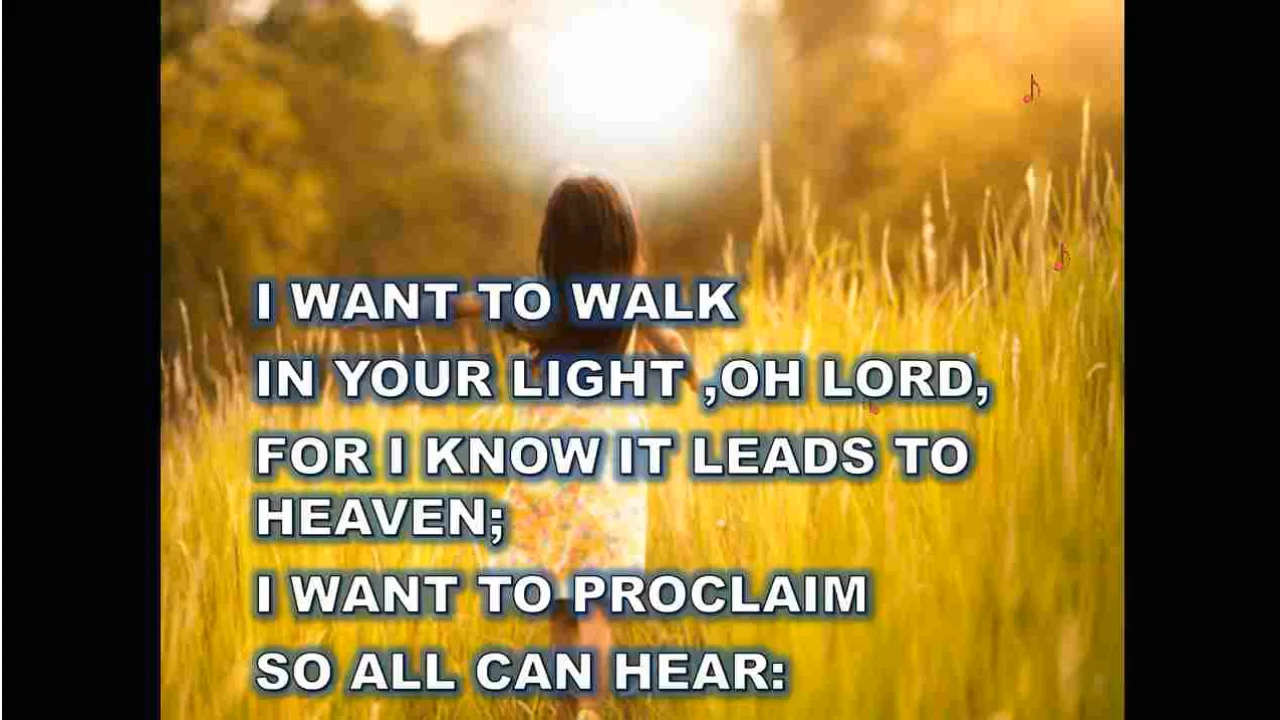 I WANT TO WALK
IN YOUR LIGHT ,OH LORD,
FOR I KNOW IT LEADS TO
HEAVEN;
I WANT TO PROCLAIM
SO ALL CAN HEAR: